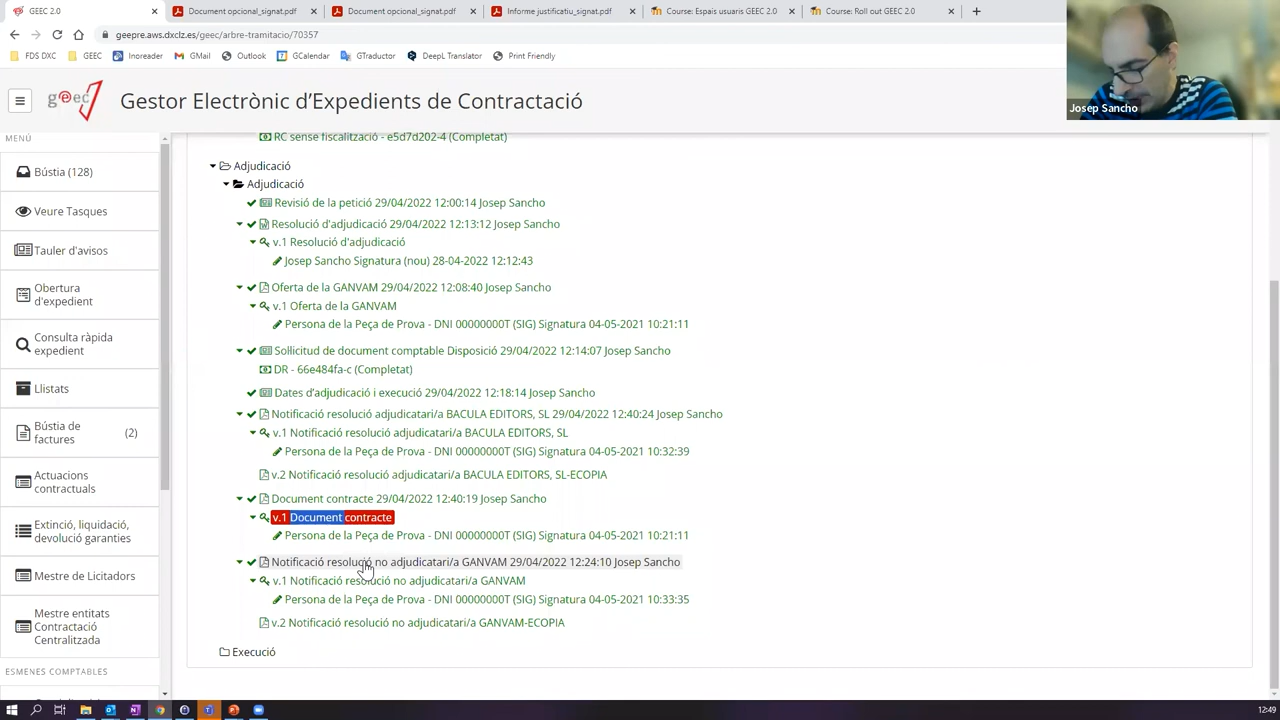 GEEC 2.0
Document opcional_signat.pdf
Document opcional_signat.pdf
Informe justificatiu_signat.pdf
Course: Espais usuaris GEEC 2.0
Course: Roll out GEEC 2.0
geepre.aws.dxclz.es/geec/arbre-tramitacio/70357
FDS DXC
GEEC
Inoreader
GMail
Outlook
GCalendar
GTraductor
DeepL Translator
Print Friendly
Josep Sancho
geec
Gestor Electrònic d'Expedients de Contractació
MENÚ
Bústia (128)
Veure Tasques
Tauler d'avisos
Obertura
d'expedient
Consulta ràpida
expedient
Llistats
Bústia de
factures
(2)
Actuacions
contractuals
Extinció, liquidació,
devolució garanties
Mestre de Licitadors
Mestre entitats
Contractació
Centralitzada
ESMENES COMPTABLES
RC sense fiscalització - e5d7d202-4 (Completat)
Adjudicació
Adjudicació
Revisió de la petició 29/04/2022 12:00:14 Josep Sancho
Resolució d'adjudicació 29/04/2022 12:13:12 Josep Sancho
v.1 Resolució d'adjudicació
Josep Sancho Signatura (nou) 28-04-2022 12:12:43
Oferta de la GANVAM 29/04/2022 12:08:40 Josep Sancho
v.1 Oferta de la GANVAM
Persona de la Peça de Prova - DNI 00000000T (SIG) Signatura 04-05-2021 10:21:11
Sol·licitud de document comptable Disposició 29/04/2022 12:14:07 Josep Sancho
DR - 66e484fa-c (Completat)
Dates d'adjudicació i execució 29/04/2022 12:18:14 Josep Sancho
Notificació resolució adjudicatari/a BACULA EDITORS, SL 29/04/2022 12:40:24 Josep Sancho
v.1 Notificació resolució adjudicatari/a BACULA EDITORS, SL
Persona de la Peça de Prova - DNI 00000000T (SIG) Signatura 04-05-2021 10:32:39
v.2 Notificació resolució adjudicatari/a BACULA EDITORS, SL-ECOPIA
Document contracte 29/04/2022 12:40:19 Josep Sancho
v.1 Document contracte
Persona de la Peça de Prova - DNI 00000000T (SIG) Signatura 04-05-2021 10:21:11
Notificació resolució no adjudicatari/a GANVAM 29/04/2022 12:24:10 Josep Sancho
v.1 Notificació resolució no adjudicatari/a GANVAM
Persona de la Peça de Prova - DNI 00000000T (SIG) Signatura 04-05-2021 10:33:35
v.2 Notificació resolució no adjudicatari/a GANVAM-ECOPIA
Execució
12:49